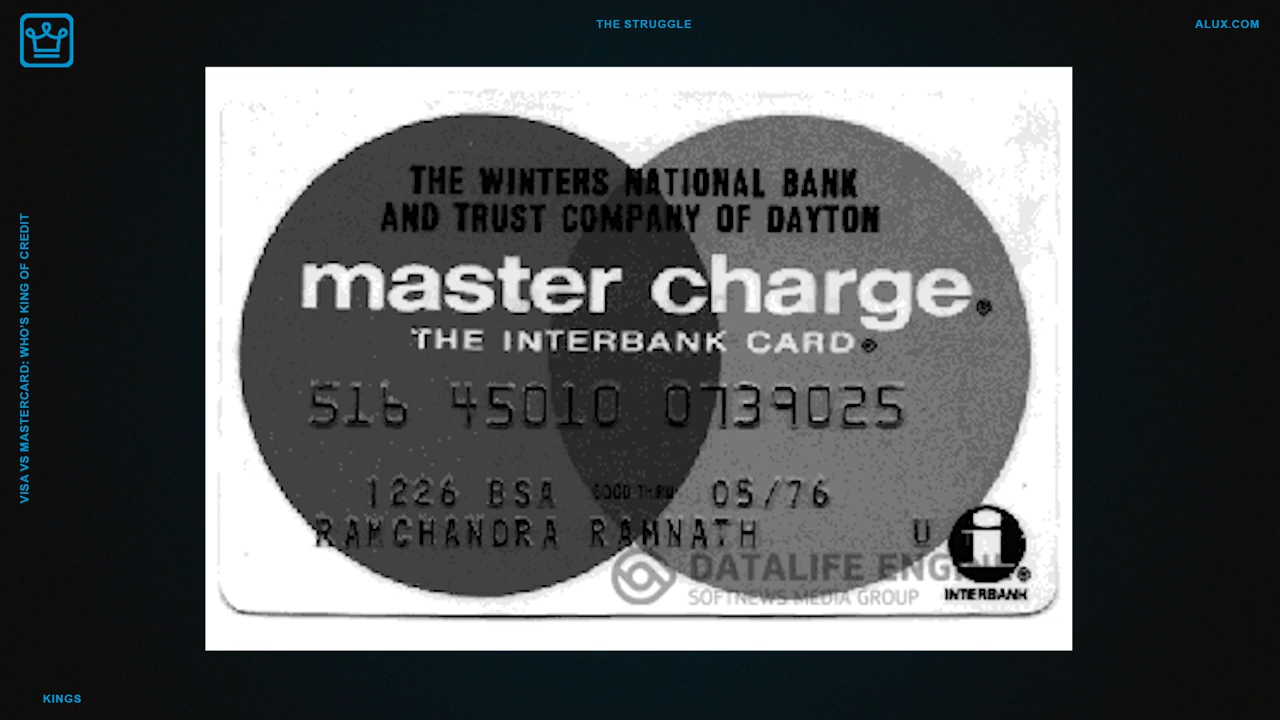 THE STRUGGLE
ALUX.COM
VISA VS MASTERCARD: WHO'S KING OF CREDIT
THE WINTERS NATIONAL BANK
AND TRUST COMPANY OF DAYTON
master charge®
THE INTERBANK CARD®
516 45010 0739025
1226 BSA GOOD THRU 05/76
RAMCHANDRA RAMNATH U
i®
INTERBANK
DATALIFE ENGINE
SOFTNEWS MEDIA GROUP
KINGS